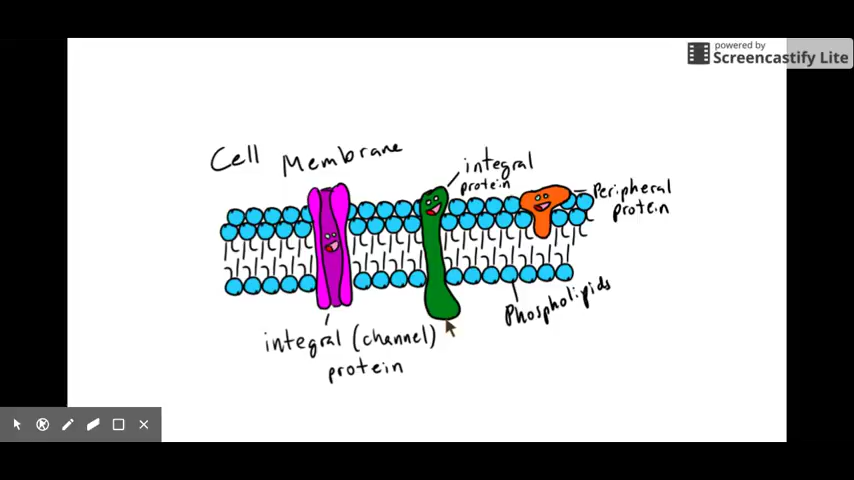 powered by
Screencastify Lite
Cell Membrane
integral
protein
Peripheral
protein
Phospholipids
integral (channel)
protein